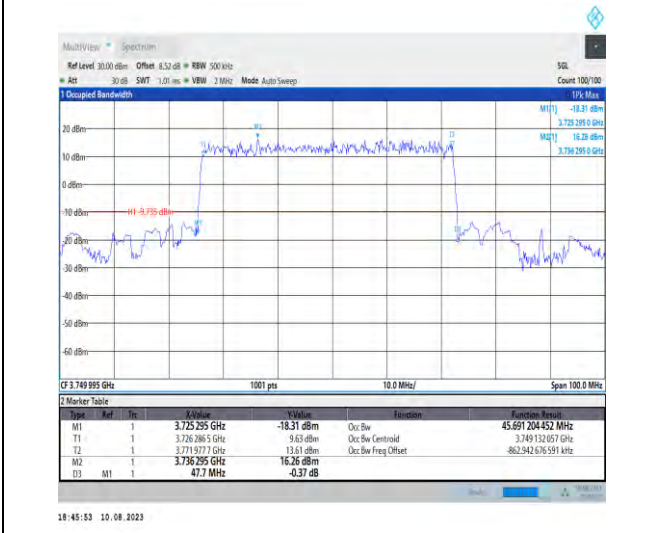 MultiView Spectrum
Ref Level 30.00 dBm Offset 8.52 dB RBW 500 kHz SGL
Att 30 dB SWT 1.01 ms VBW 2 MHz Mode Auto Sweep Count 100/100
1 Occupied Bandwidth 1Pk Max
M1[1] -18.31 dBm
3.725 295 0 GHz
20 dBm M2[1] 16.26 dBm
3.736 295 0 GHz
10 dBm
0 dBm
-10 dBm H1 -9.735 dBm
-20 dBm
-30 dBm
-40 dBm
-50 dBm
-60 dBm
CF 3.749 995 GHz 1001 pts 10.0 MHz/ Span 100.0 MHz
2 Marker Table
Type Ref Trc X-Value Y-Value Function Function Result
M1 1 3.725 295 GHz -18.31 dBm Occ Bw 45.691 204 452 MHz
T1 1 3.726 286 5 GHz 9.63 dBm Occ Bw Centroid 3.749 132 057 GHz
T2 1 3.771 977 7 GHz 13.61 dBm Occ Bw Freq Offset -862.942 676 591 kHz
M2 1 3.736 295 GHz 16.26 dBm
D3 M1 1 47.7 MHz -0.37 dB
18:45:53 10.08.2023